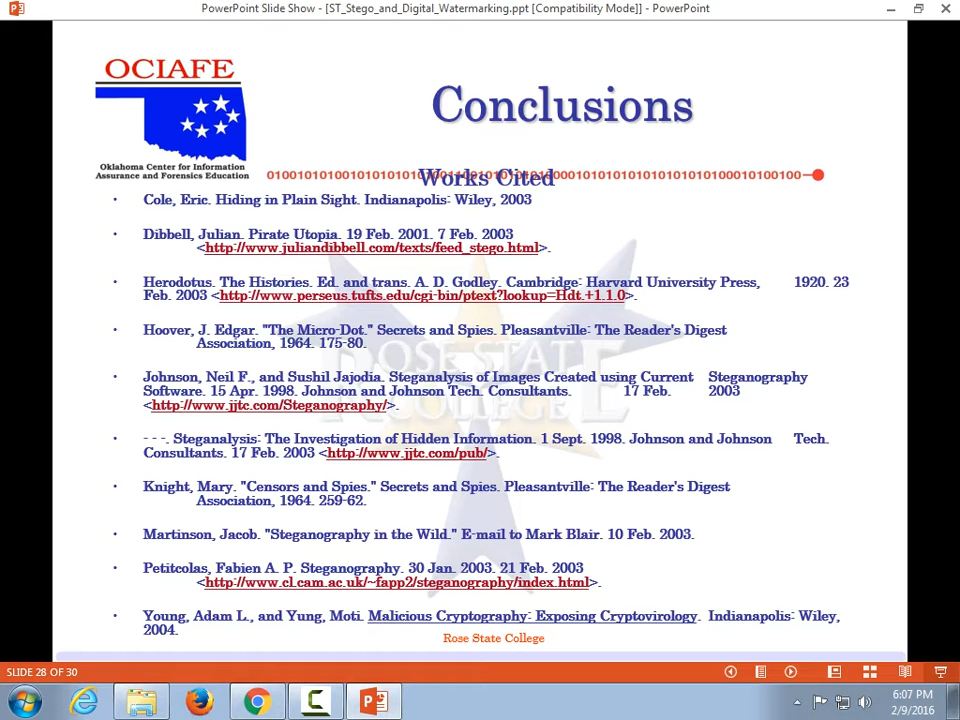 PowerPoint Slide Show - [ST_Stego_and_Digital_Watermarking.ppt [Compatibility Mode]] - PowerPoint
OCIAFE
Oklahoma Center for Information
Assurance and Forensics Education
Conclusions
Works Cited
• Cole, Eric. Hiding in Plain Sight. Indianapolis: Wiley, 2003
• Dibbell, Julian. Pirate Utopia. 19 Feb. 2001. 7 Feb. 2003
<http://www.juliandibbell.com/texts/feed_stego.html>.
• Herodotus. The Histories. Ed. and trans. A. D. Godley. Cambridge: Harvard University Press, 1920. 23
Feb. 2003 <http://www.perseus.tufts.edu/cgi-bin/ptext?lookup=Hdt.+1.1.0>.
• Hoover, J. Edgar. "The Micro-Dot." Secrets and Spies. Pleasantville: The Reader's Digest
Association, 1964. 175-80.
• Johnson, Neil F., and Sushil Jajodia. Steganalysis of Images Created using Current Steganography
Software. 15 Apr. 1998. Johnson and Johnson Tech. Consultants. 17 Feb. 2003
<http://www.jjtc.com/Steganography/>.
• - - -. Steganalysis: The Investigation of Hidden Information. 1 Sept. 1998. Johnson and Johnson Tech.
Consultants. 17 Feb. 2003 <http://www.jjtc.com/pub/>.
• Knight, Mary. "Censors and Spies." Secrets and Spies. Pleasantville: The Reader's Digest
Association, 1964. 259-62.
• Martinson, Jacob. "Steganography in the Wild." E-mail to Mark Blair. 10 Feb. 2003.
• Petitcolas, Fabien A. P. Steganography. 30 Jan. 2003. 21 Feb. 2003
<http://www.cl.cam.ac.uk/~fapp2/steganography/index.html>.
• Young, Adam L., and Yung, Moti. Malicious Cryptography: Exposing Cryptovirology. Indianapolis: Wiley,
2004.
ROSE STATE
COLLEGE
Rose State College
SLIDE 28 OF 30
6:07 PM
2/9/2016